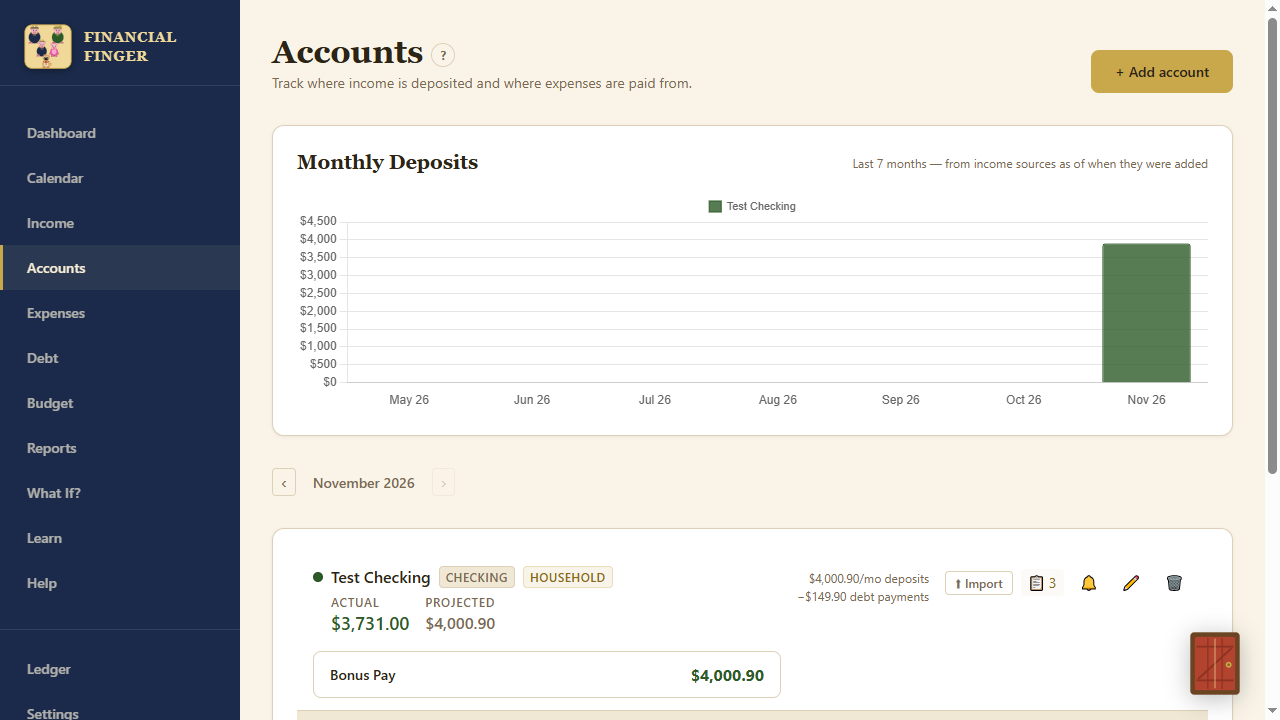 FINANCIAL
FINGER
Dashboard
Calendar
Income
Accounts
Expenses
Debt
Budget
Reports
What If?
Learn
Help
Ledger
Settings
Accounts ?
Track where income is deposited and where expenses are paid from.
+ Add account
Monthly Deposits
Last 7 months — from income sources as of when they were added
Test Checking
$4,500
$4,000
$3,500
$3,000
$2,500
$2,000
$1,500
$1,000
$500
$0
May 26 Jun 26 Jul 26 Aug 26 Sep 26 Oct 26 Nov 26
‹ November 2026 ›
Test Checking CHECKING HOUSEHOLD
ACTUAL PROJECTED
$3,731.00 $4,000.90
$4,000.90/mo deposits
−$149.90 debt payments
⬆ Import 3
Bonus Pay $4,000.90